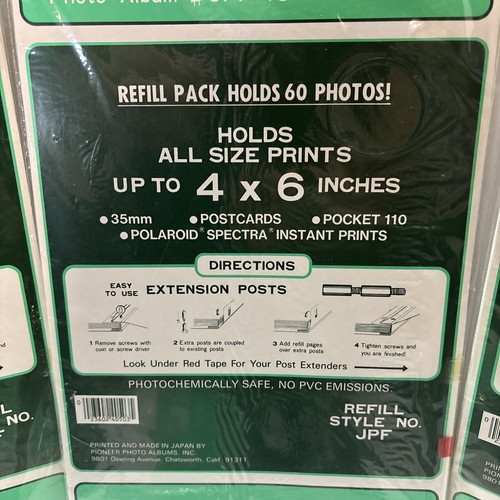 Photo Album
REFILL PACK HOLDS 60 PHOTOS!
HOLDS
ALL SIZE PRINTS
UP TO 4 x 6 INCHES
●35mm ●POSTCARDS ●POCKET 110
●POLAROID® SPECTRA® INSTANT PRINTS
DIRECTIONS
EASY TO USE EXTENSION POSTS
1 Remove screws with coin or screw driver
2 Extra posts are coupled to existing posts
3 Add refill pages over extra posts
4 Tighten screws and you are finished!
Look Under Red Tape For Your Post Extenders
PHOTOCHEMICALLY SAFE, NO PVC EMISSIONS
REFILL
STYLE NO.
JPF
PRINTED AND MADE IN JAPAN BY
PIONEER PHOTO ALBUMS, INC.
9801 Deering Avenue, Chatsworth, Calif. 91311